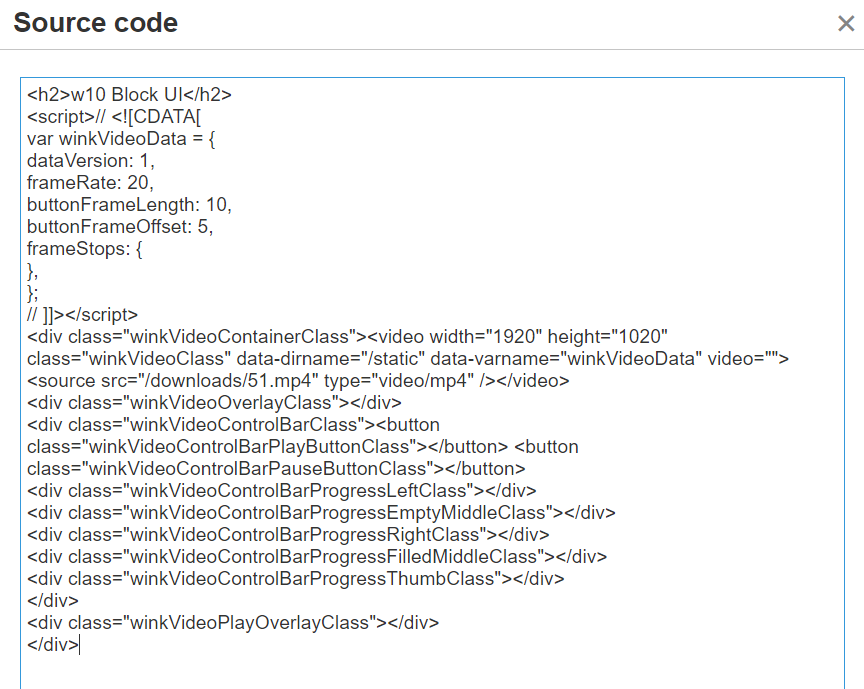 Source code
<h2>w10 Block UI</h2>
<script>// <![CDATA[
var winkVideoData = {
dataVersion: 1,
frameRate: 20,
buttonFrameLength: 10,
buttonFrameOffset: 5,
frameStops: {
},
};
// ]]></script>
<div class="winkVideoContainerClass"><video width="1920" height="1020"
class="winkVideoClass" data-dirname="/static" data-varname="winkVideoData" video="">
<source src="/downloads/51.mp4" type="video/mp4" /></video>
<div class="winkVideoOverlayClass"></div>
<div class="winkVideoControlBarClass"><button
class="winkVideoControlBarPlayButtonClass"></button> <button
class="winkVideoControlBarPauseButtonClass"></button>
<div class="winkVideoControlBarProgressLeftClass"></div>
<div class="winkVideoControlBarProgressEmptyMiddleClass"></div>
<div class="winkVideoControlBarProgressRightClass"></div>
<div class="winkVideoControlBarProgressFilledMiddleClass"></div>
<div class="winkVideoControlBarProgressThumbClass"></div>
</div>
<div class="winkVideoPlayOverlayClass"></div>
</div>